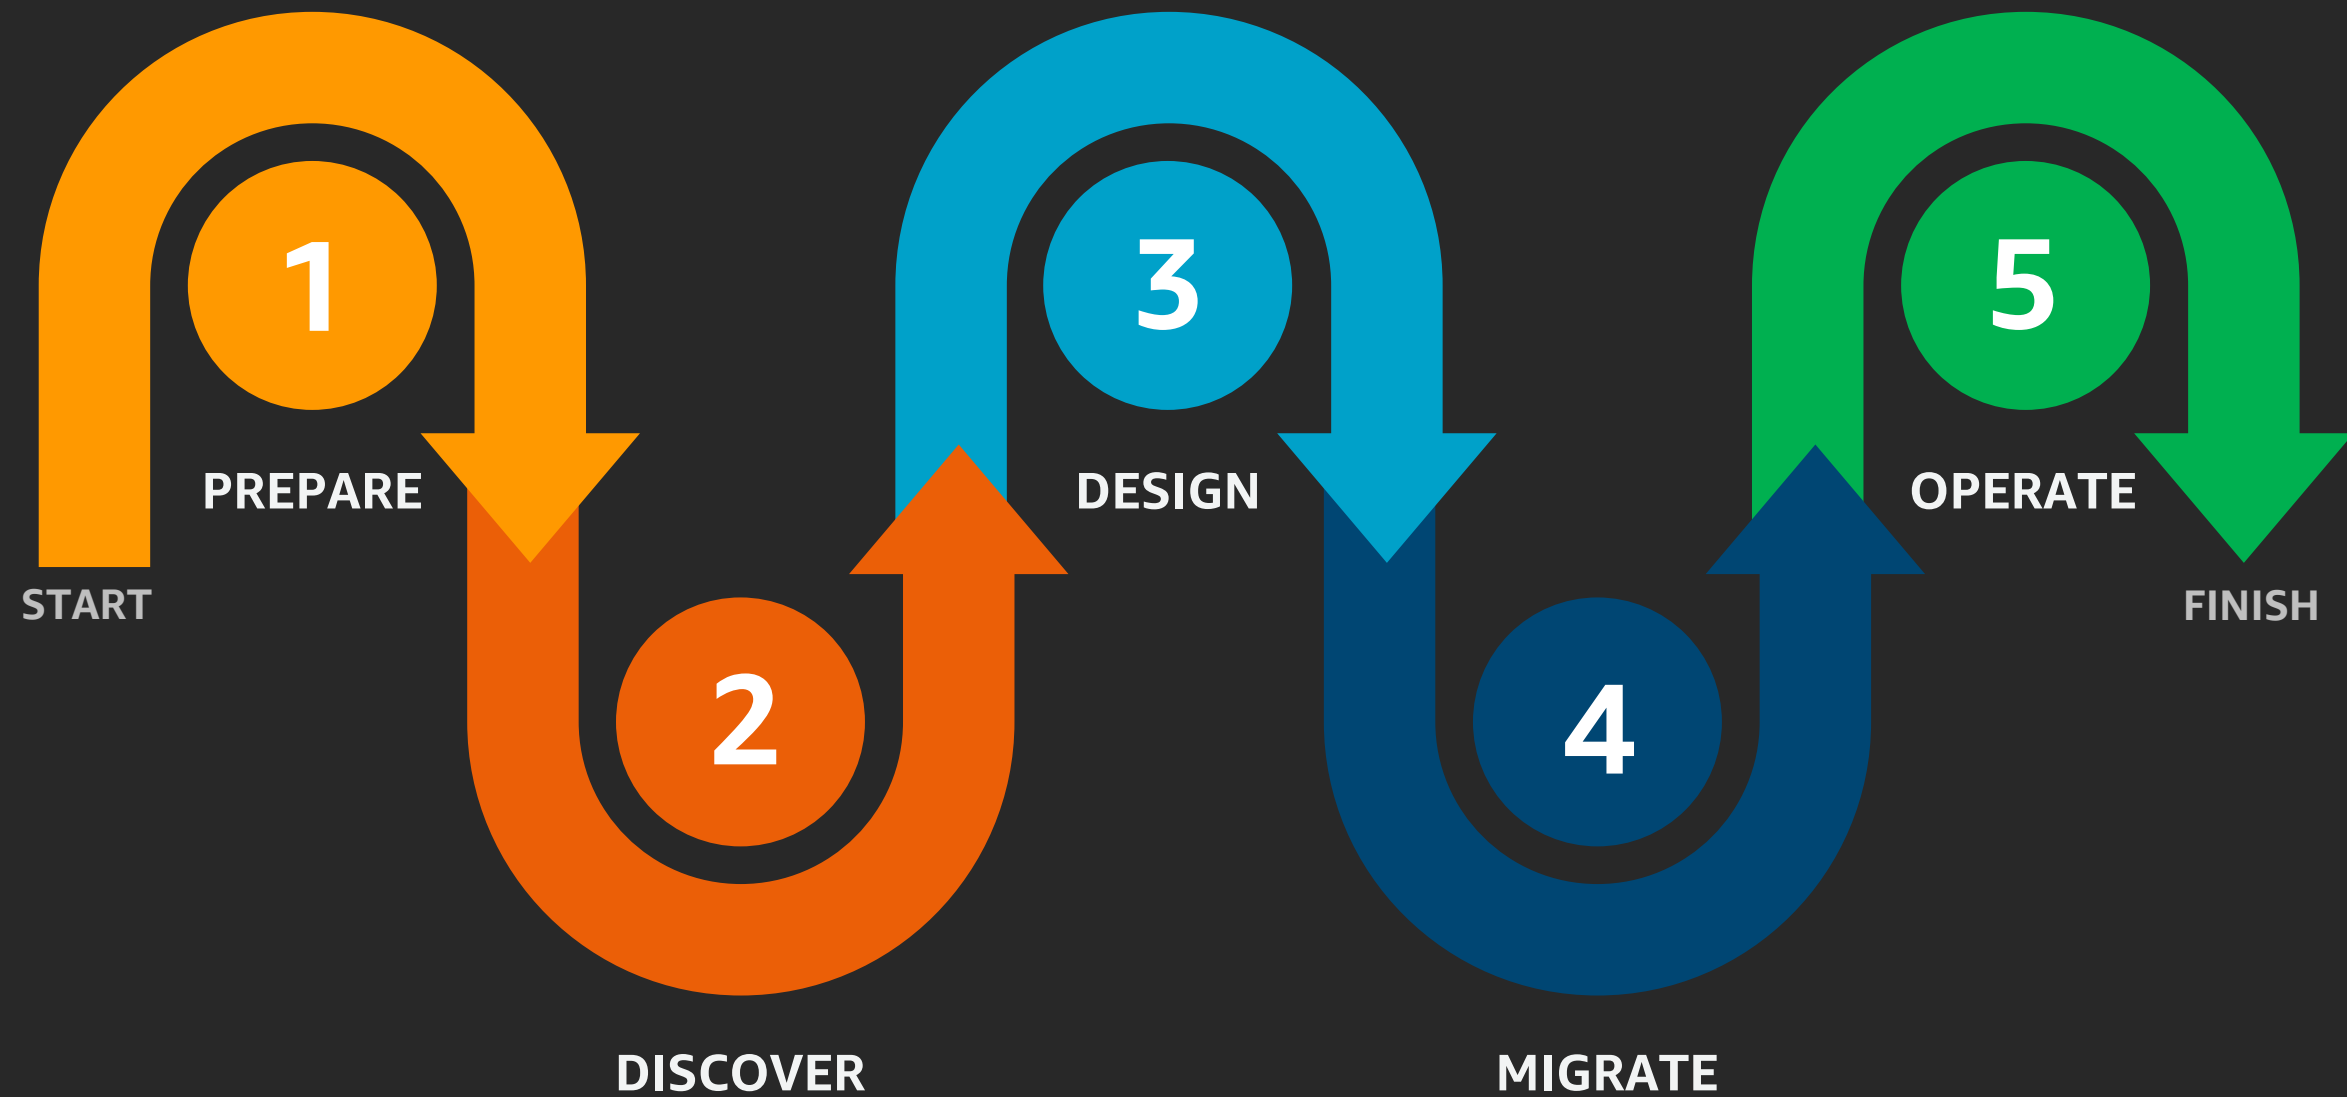 1
PREPARE
START
2
DISCOVER
3
DESIGN
4
MIGRATE
5
OPERATE
FINISH